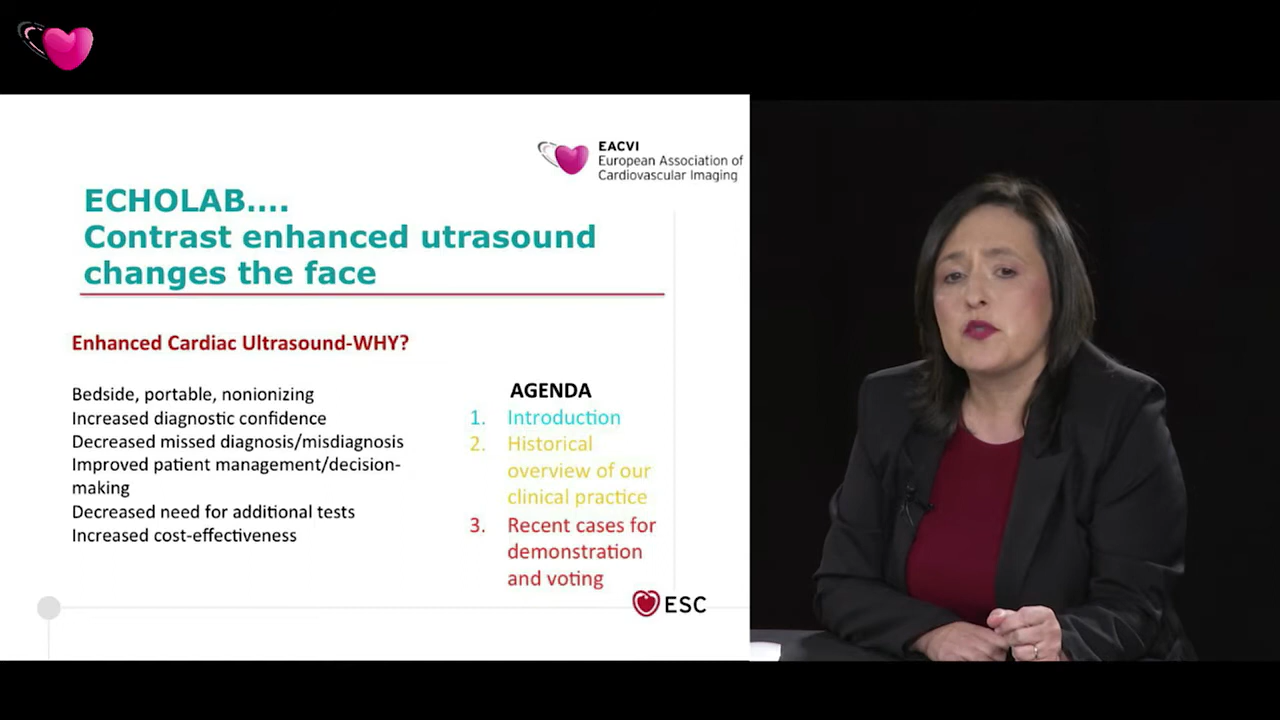 EACVI
European Association of
Cardiovascular Imaging
ECHOLAB....
Contrast enhanced utrasound
changes the face
Enhanced Cardiac Ultrasound-WHY?
Bedside, portable, nonionizing
Increased diagnostic confidence
Decreased missed diagnosis/misdiagnosis
Improved patient management/decision-
making
Decreased need for additional tests
Increased cost-effectiveness
AGENDA
1. Introduction
2. Historical
overview of our
clinical practice
3. Recent cases for
demonstration
and voting
ESC